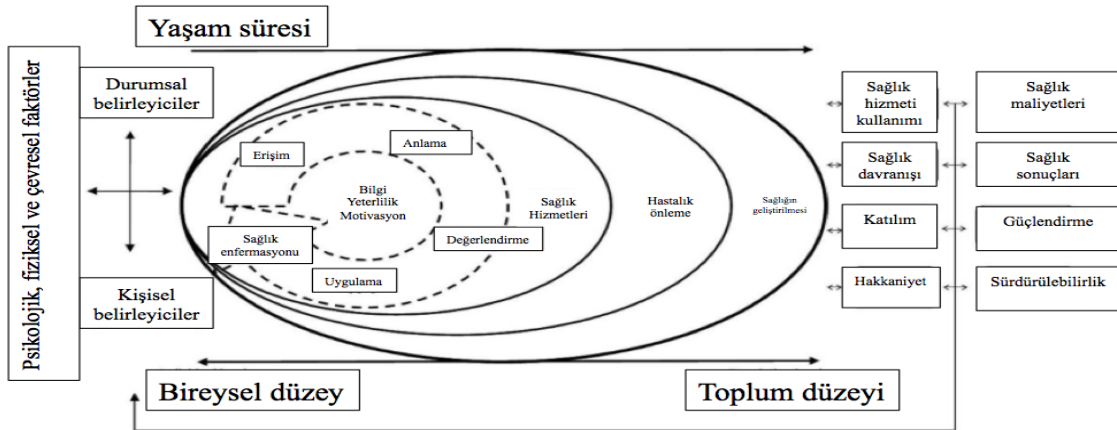 Yaşam süresi
Psikolojik, fiziksel ve çevresel faktörler
Durumsal
belirleyiciler
Kişisel
belirleyiciler
Erişim
Anlama
Bilgi
Yeterlilik
Motivasyon
Sağlık
enfermasyonu
Değerlendirme
Uygulama
Sağlık
Hizmetleri
Hastalık
önleme
Sağlığın
geliştirilmesi
Sağlık
hizmeti
kullanımı
Sağlık
maliyetleri
Sağlık
davranışı
Sağlık
sonuçları
Katılım
Güçlendirme
Hakkaniyet
Sürdürülebilirlik
Bireysel düzey
Toplum düzeyi